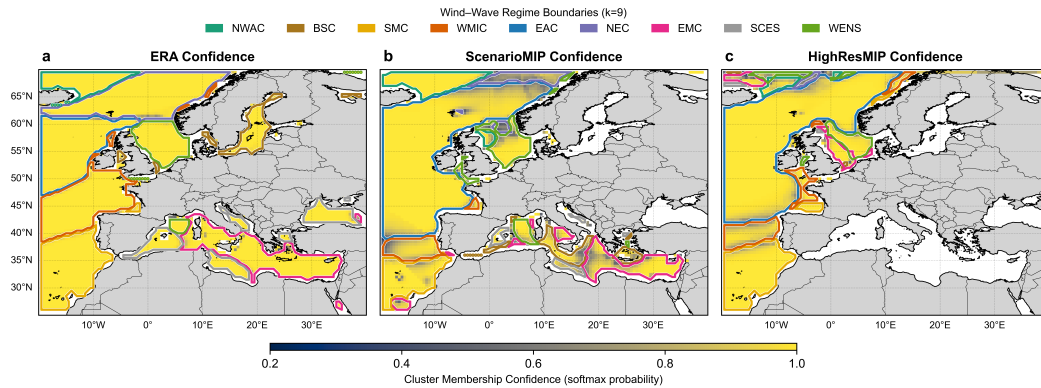 Wind–Wave Regime Boundaries (k=9)
NWAC BSC SMC WMIC EAC NEC EMC SCES WENS
a ERA Confidence b ScenarioMIP Confidence c HighResMIP Confidence
65°N
60°N
55°N
50°N
45°N
40°N
35°N
30°N
10°W 0° 10°E 20°E 30°E 10°W 0° 10°E 20°E 30°E 10°W 0° 10°E 20°E 30°E
0.2 0.4 0.6 0.8 1.0
Cluster Membership Confidence (softmax probability)